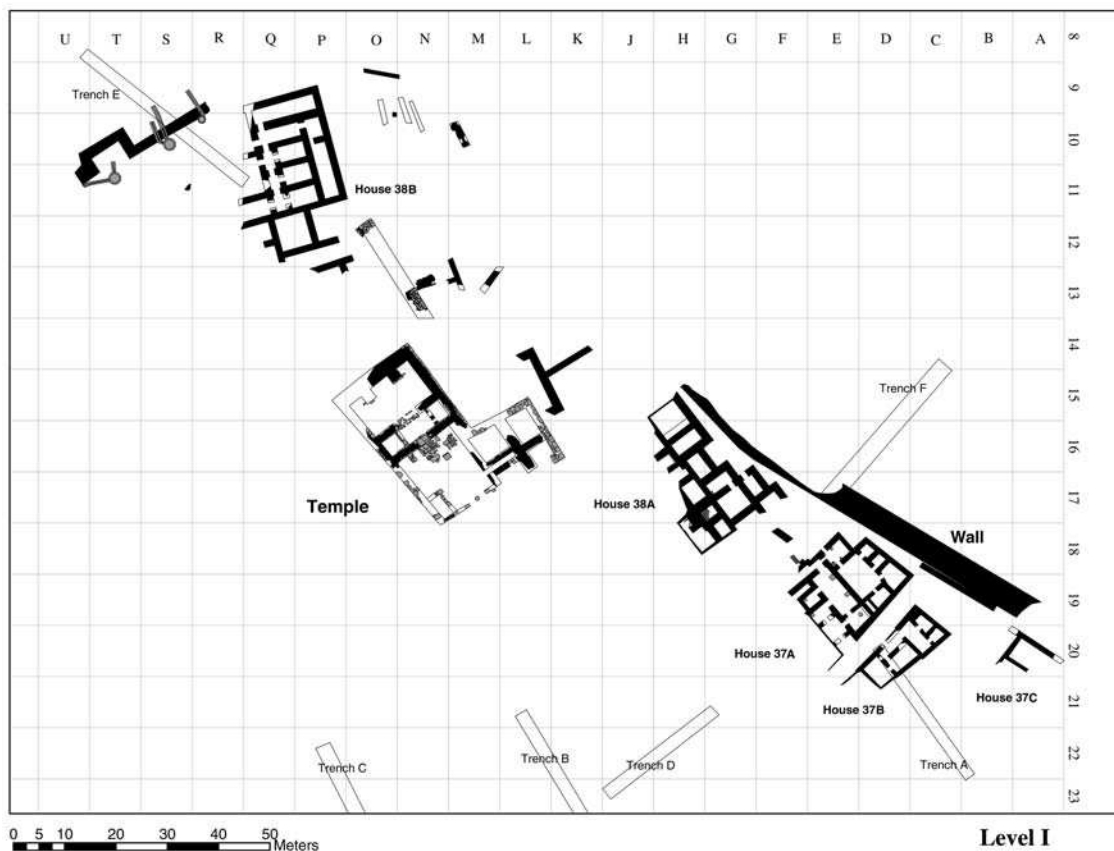 U T S R Q P O N M L K J H G F E D C B A
8
9
10
11
12
13
14
15
16
17
18
19
20
21
22
23
Trench E
House 38B
Trench F
Temple
House 38A
Wall
House 37A
House 37C
House 37B
Trench C
Trench B
Trench D
Trench A
0 5 10 20 30 40 50
Meters
Level I